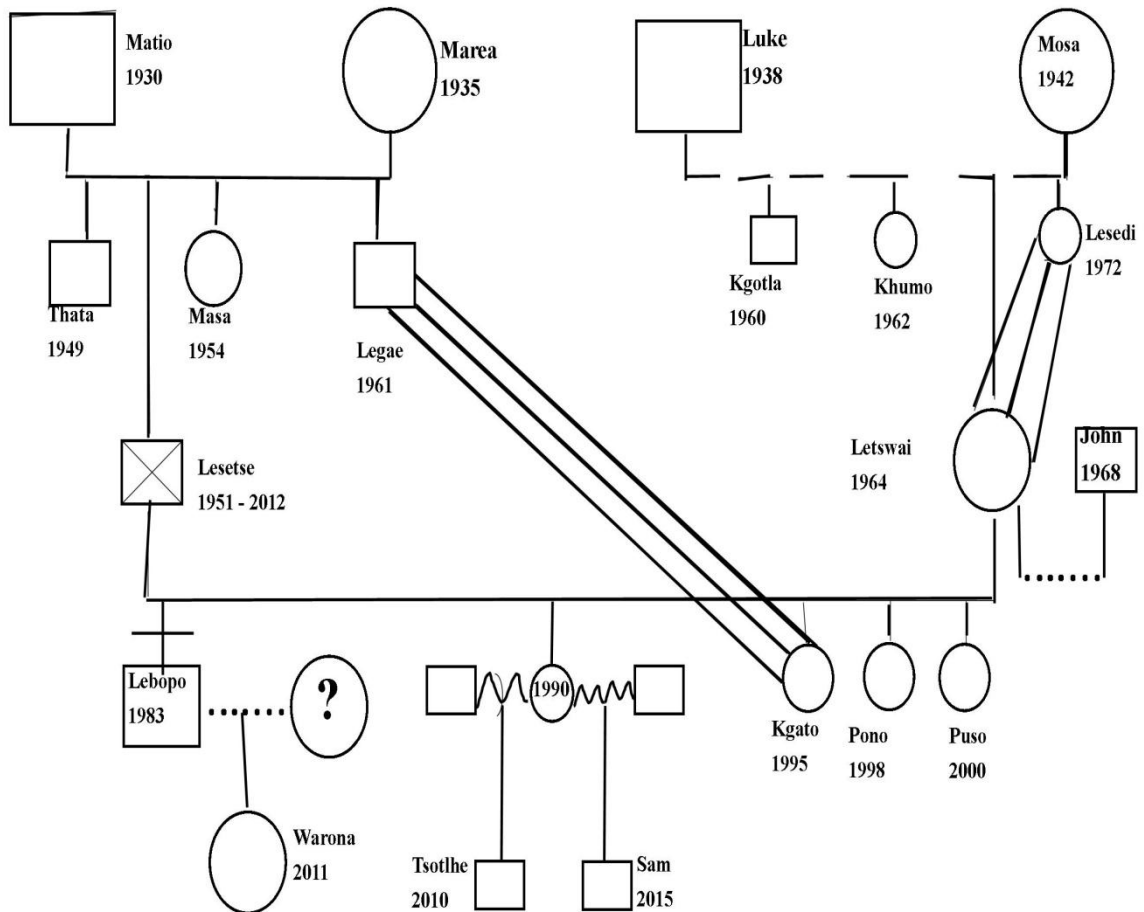 Matio
1930
Marea
1935
Luke
1938
Mosa
1942
Thata
1949
Masa
1954
Legae
1961
Kgotla
1960
Khumo
1962
Lesedi
1972
Lesetse
1951 - 2012
Letswai
1964
John
1968
Lebopo
1983
?
1990
Kgato
1995
Pono
1998
Puso
2000
Warona
2011
Tsotlhe
2010
Sam
2015